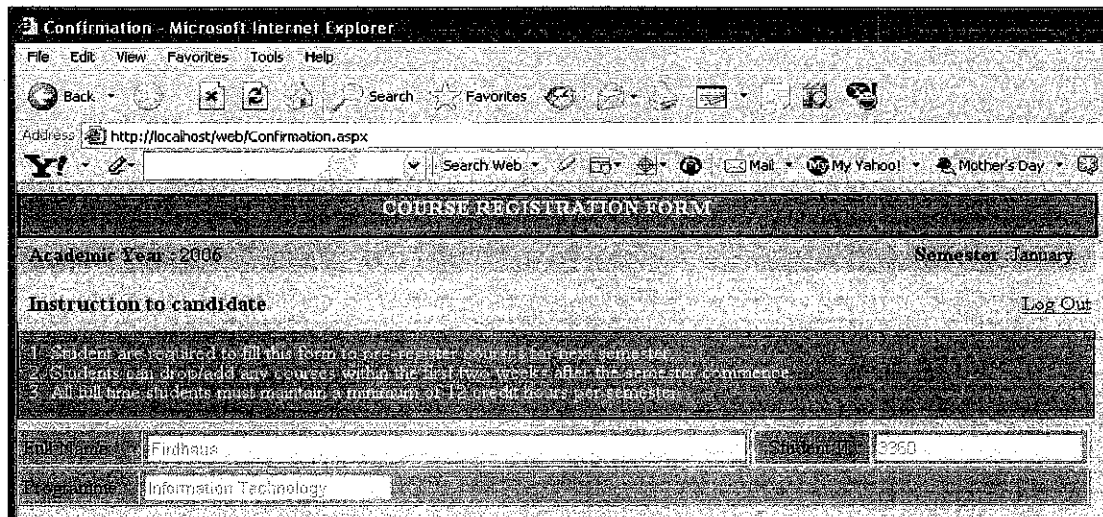 Confirmation - Microsoft Internet Explorer
File Edit View Favorites Tools Help
Back Search Favorites
Address http://localhost/web/Confirmation.aspx
Y! Search Web Mail My Yahoo! Mother's Day
COURSE REGISTRATION FORM
Academic Year : 2006 Semester : January
Instruction to candidate Log Out
1. Student are required to fill this form to pre-register courses for next semester.
2. Students can drop/add any courses within the first two weeks after the semester commence
3. All full time students must maintain a minimum of 12 credit hours per semester
Full Name : Firdhaus Student ID : 3360
Programme : Information Technology